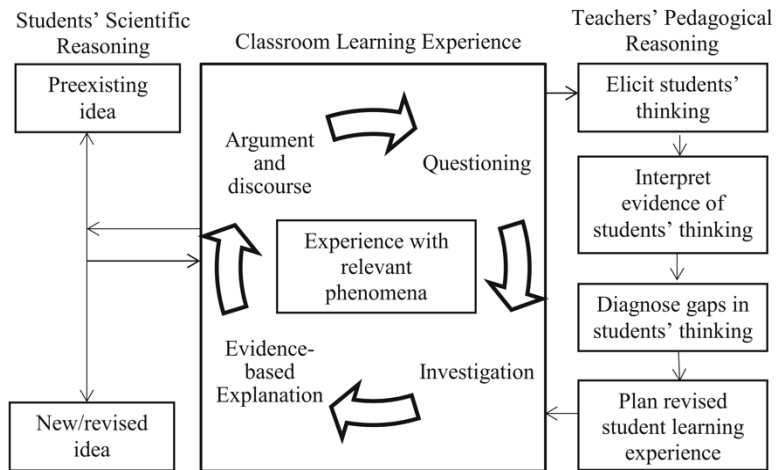 Students' Scientific
Reasoning
Preexisting
idea
New/revised
idea
Classroom Learning Experience
Argument
and
discourse
Questioning
Experience with
relevant
phenomena
Evidence-
based
Explanation
Investigation
Teachers' Pedagogical
Reasoning
Elicit students'
thinking
Interpret
evidence of
students' thinking
Diagnose gaps in
students' thinking
Plan revised
student learning
experience